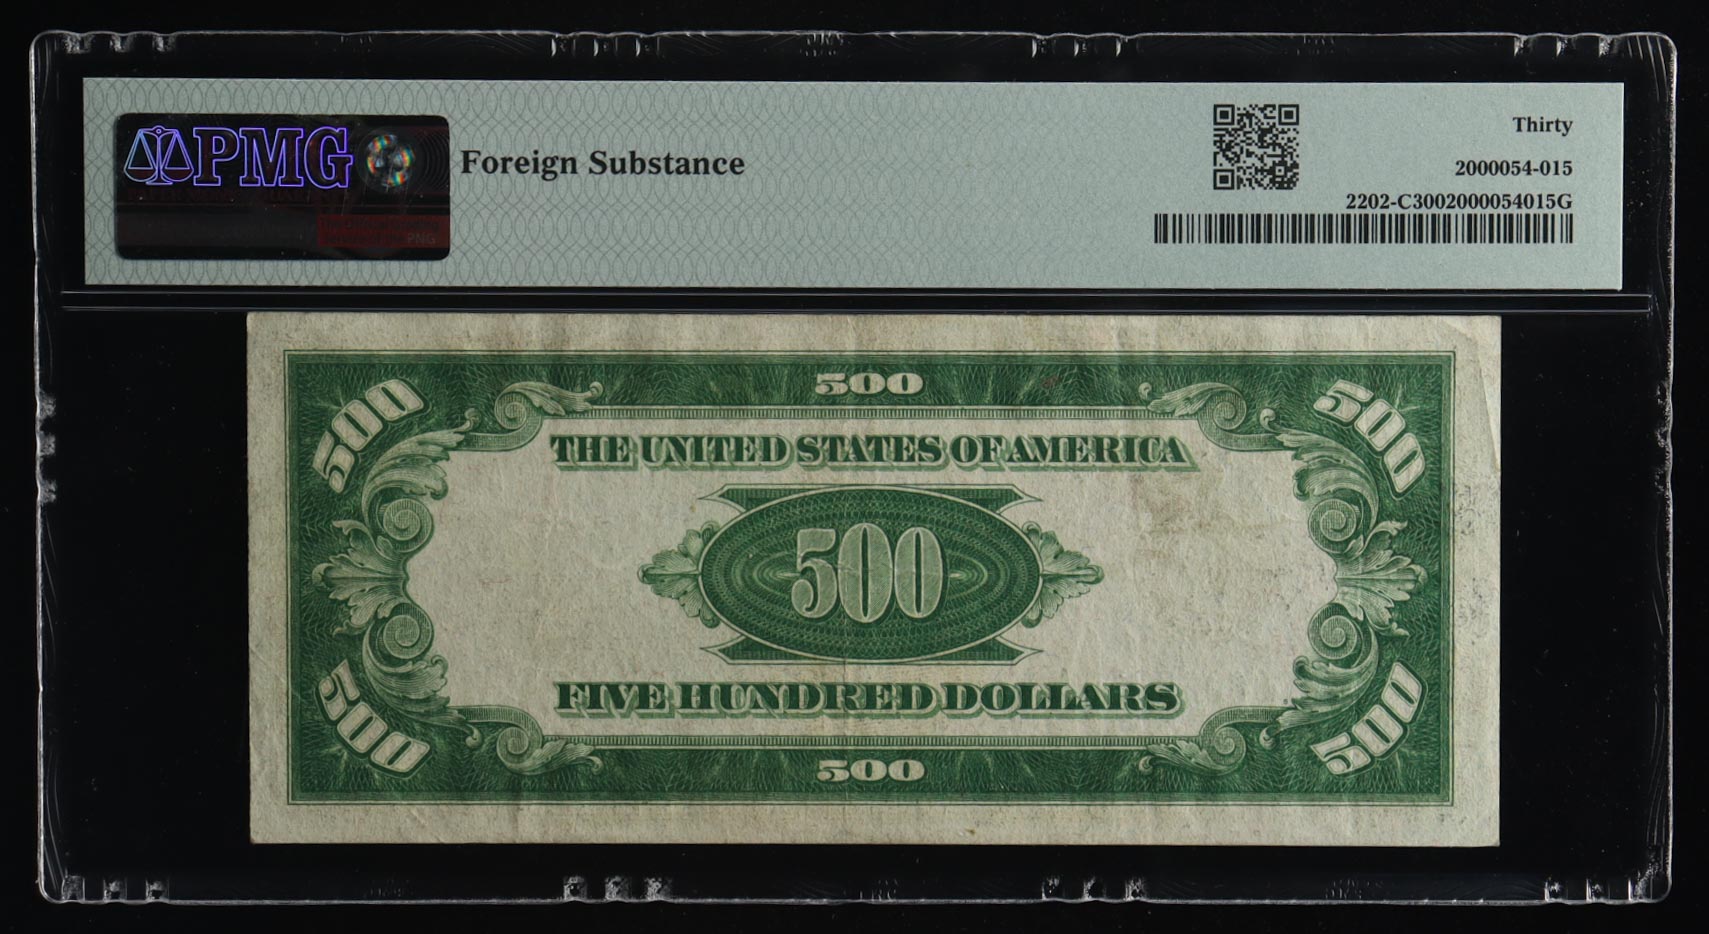 PMG
Foreign Substance
Thirty
2000054-015
2202-C3002000054015G
PNG
500
500
500
THE UNITED STATES OF AMERICA
500
FIVE HUNDRED DOLLARS
500
500
500